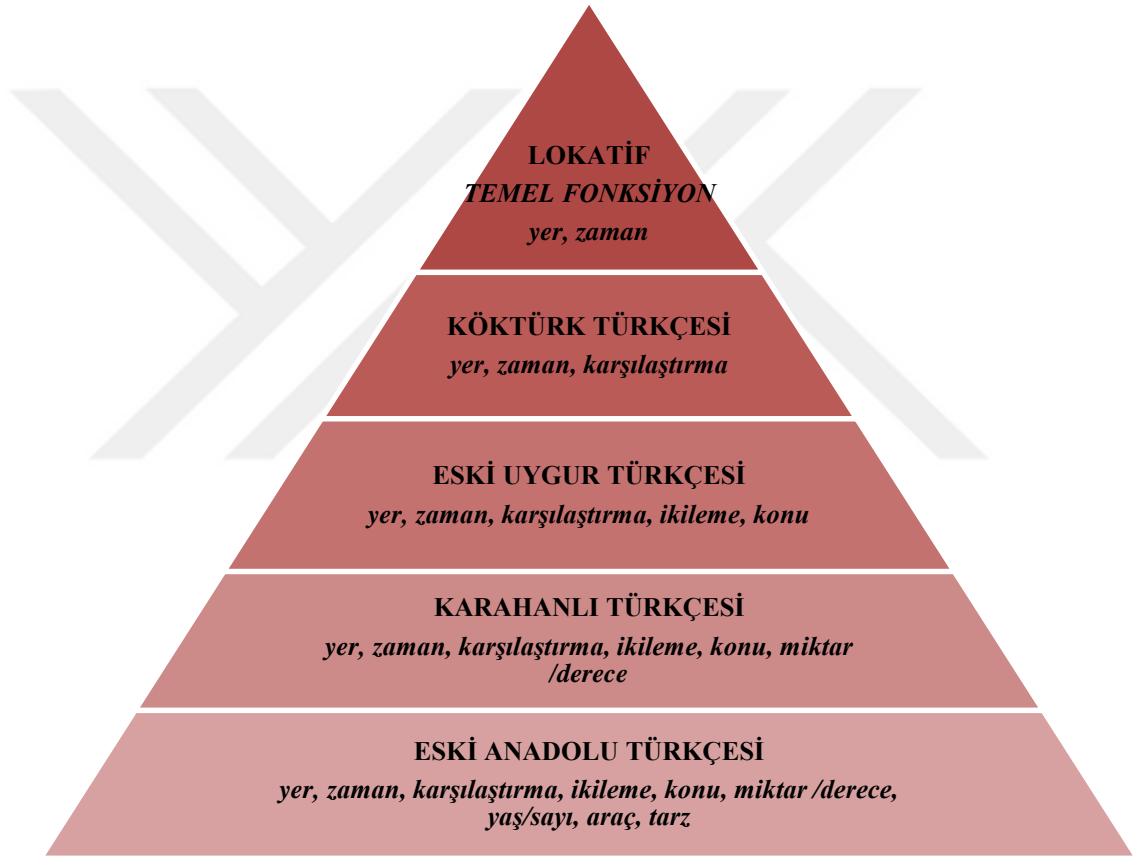 LOKATİF
TEMEL FONKSİYON
yer, zaman
KÖKTÜRK TÜRKÇESİ
yer, zaman, karşılaştırma
ESKİ UYGUR TÜRKÇESİ
yer, zaman, karşılaştırma, ikileme, konu
KARAHANLI TÜRKÇESİ
yer, zaman, karşılaştırma, ikileme, konu, miktar
/derece
ESKİ ANADOLU TÜRKÇESİ
yer, zaman, karşılaştırma, ikileme, konu, miktar /derece,
yaş/sayı, araç, tarz